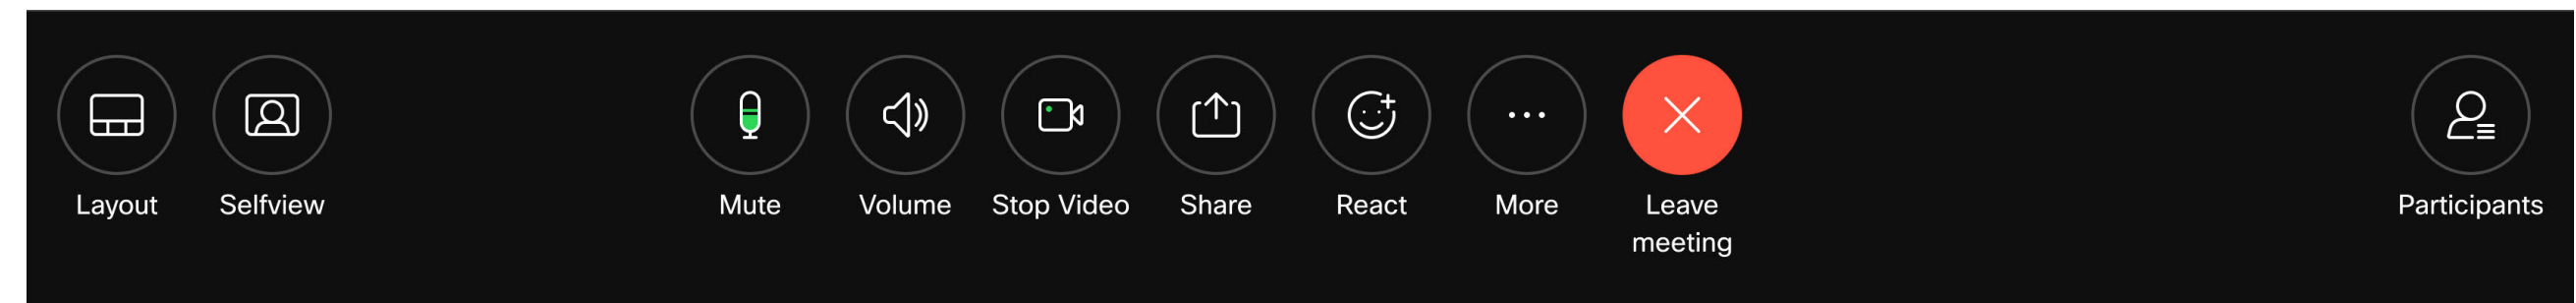 Layout
Selfview
Mute
Volume
Stop Video
Share
React
More
Leave
meeting
Participants